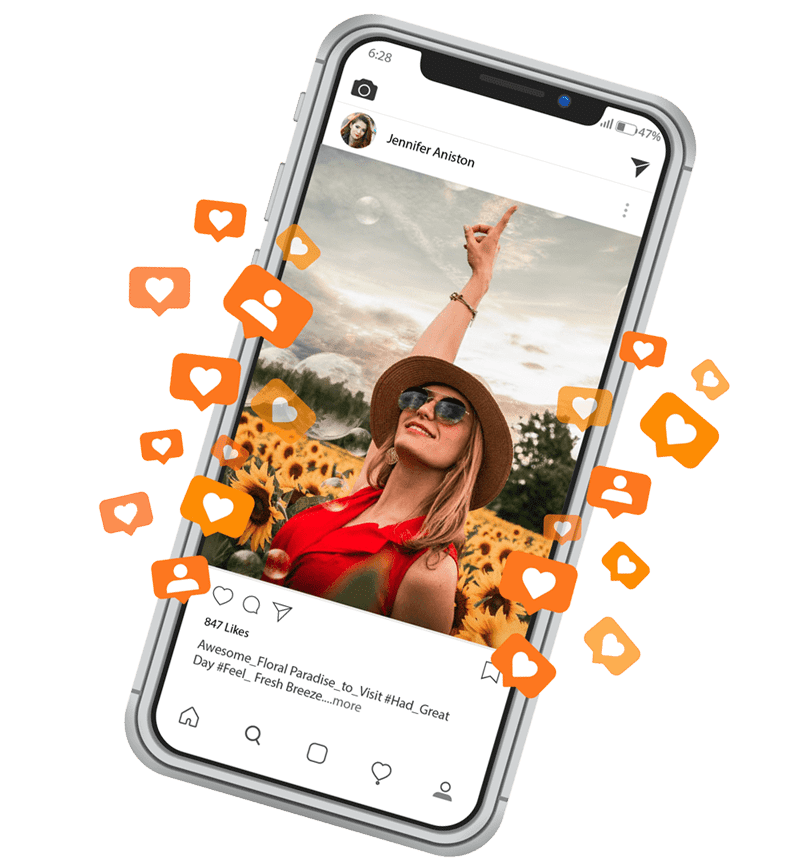 6:28
47%
Jennifer Aniston
847 Likes
Awesome_Floral Paradise_to_Visit #Had_Great
Day #Feel_ Fresh Breeze....more